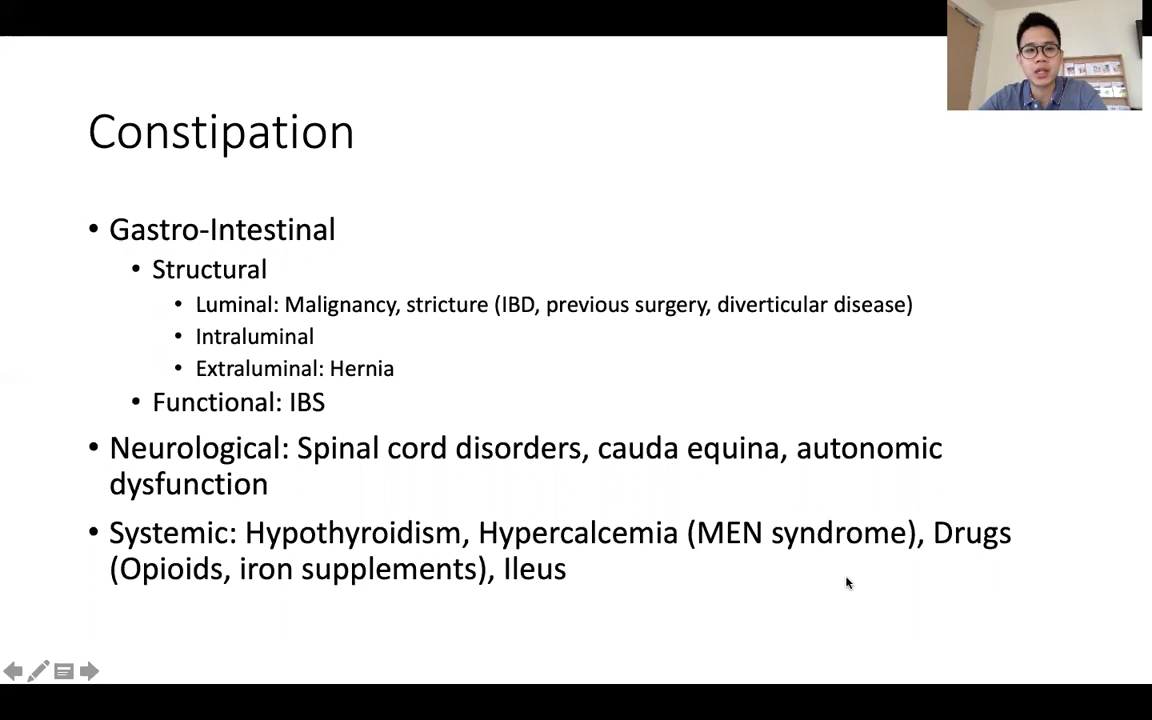 Constipation
• Gastro-Intestinal
• Structural
• Luminal: Malignancy, stricture (IBD, previous surgery, diverticular disease)
• Intraluminal
• Extraluminal: Hernia
• Functional: IBS
• Neurological: Spinal cord disorders, cauda equina, autonomic
dysfunction
• Systemic: Hypothyroidism, Hypercalcemia (MEN syndrome), Drugs
(Opioids, iron supplements), Ileus